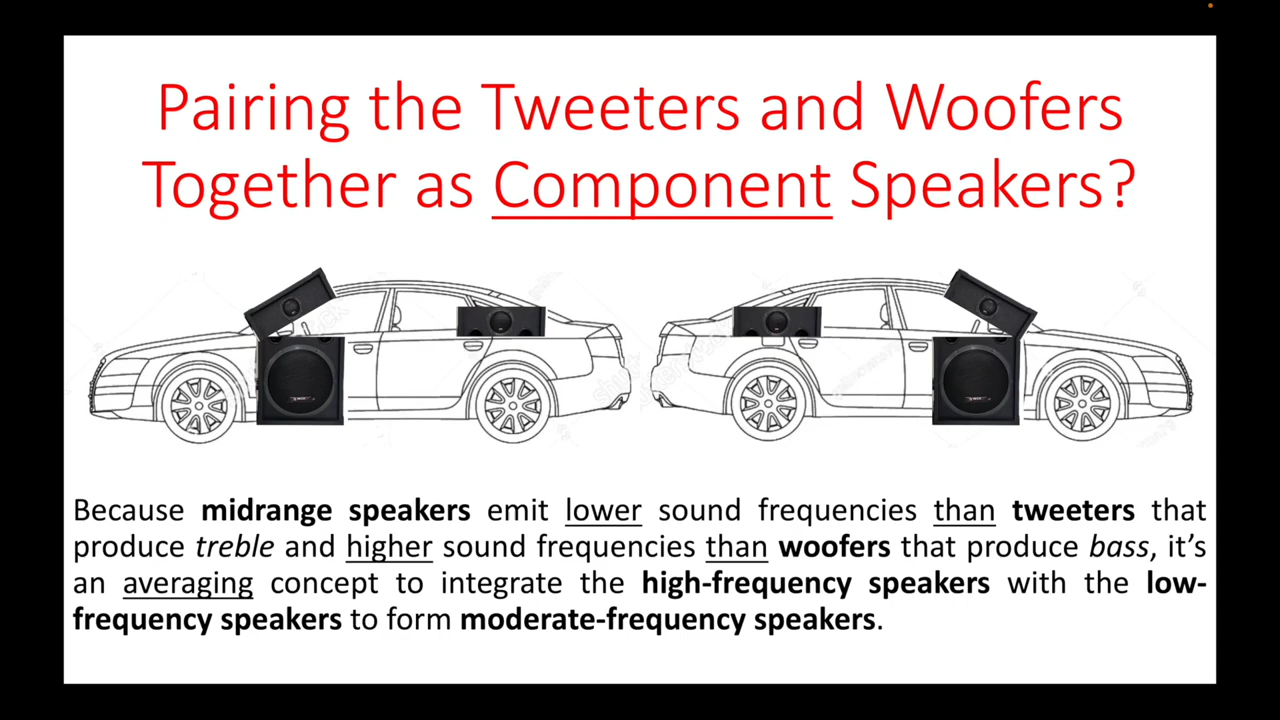 Pairing the Tweeters and Woofers
Together as Component Speakers?
Because midrange speakers emit lower sound frequencies than tweeters that
produce treble and higher sound frequencies than woofers that produce bass, it’s
an averaging concept to integrate the high-frequency speakers with the low-
frequency speakers to form moderate-frequency speakers.